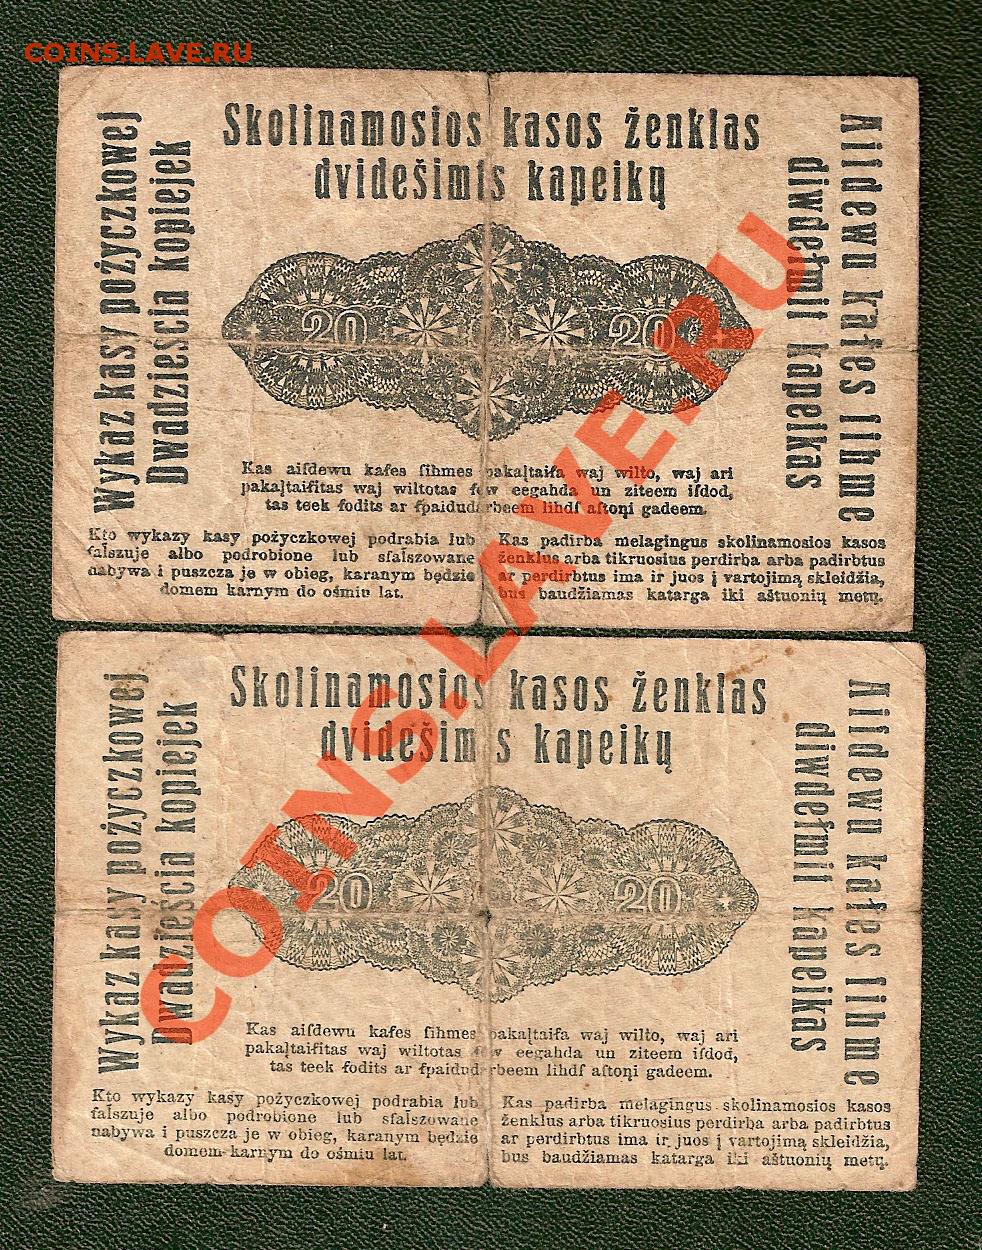 COINS.LAVE.RU
Skolinamosios kasos ženklas
dvidešimts kapeikų
Wykaz kasy pożyczkowej
Dwadzieścia kopiejek
Aiſdewu kaſes ſihme
diwdeſmit kapeikas
20 20
Kas aiſdewu kaſes ſihmes pakaļtaiſa waj wilto, waj ari
pakaļtaiſitas waj wiltotas eegahda un ziteem iſdod,
tas teek ſodits ar lihdſ aſtoņi gadeem.
Kto wykazy kasy pożyczkowej podrabia lub
fałszuje albo podrobione lub sfałszowane
nabywa i puszcza je w obieg, karanym będzie
domem karnym do ośmiu lat.
Kas padirba melagingus skolinamosios kasos
ženklus arba tikruosius perdirba arba padirbtus
ar perdirbtus ima ir juos į vartojimą skleidžia,
bus baudžiamas katarga iki aštuonių metų.
COINS.LAVE.RU
Skolinamosios kasos ženklas
dvidešim s kapeikų
Wykaz kasy pożyczkowej
Dwadzieścia kopiejek
Aiſdewu kaſes ſihme
diwdeſmit kapeikas
20 20
Kas aiſdewu kaſes ſihmes pakaļtaiſa waj wilto, waj ari
pakaļtaiſitas waj wiltotas eegahda un ziteem iſdod,
tas teek ſodits ar lihdſ aſtoņi gadeem.
Kto wykazy kasy pożyczkowej podrabia lub
fałszuje albo podrobione lub sfałszowane
nabywa i puszcza je w obieg, karanym będzie
domem karnym do ośmiu lat.
Kas padirba melagingus skolinamosios kasos
ženklus arba tikruosius perdirba arba padirbtus
ar perdirbtus ima ir juos į vartojimą skleidžia,
bus baudžiamas katarga iki aštuonių metų.